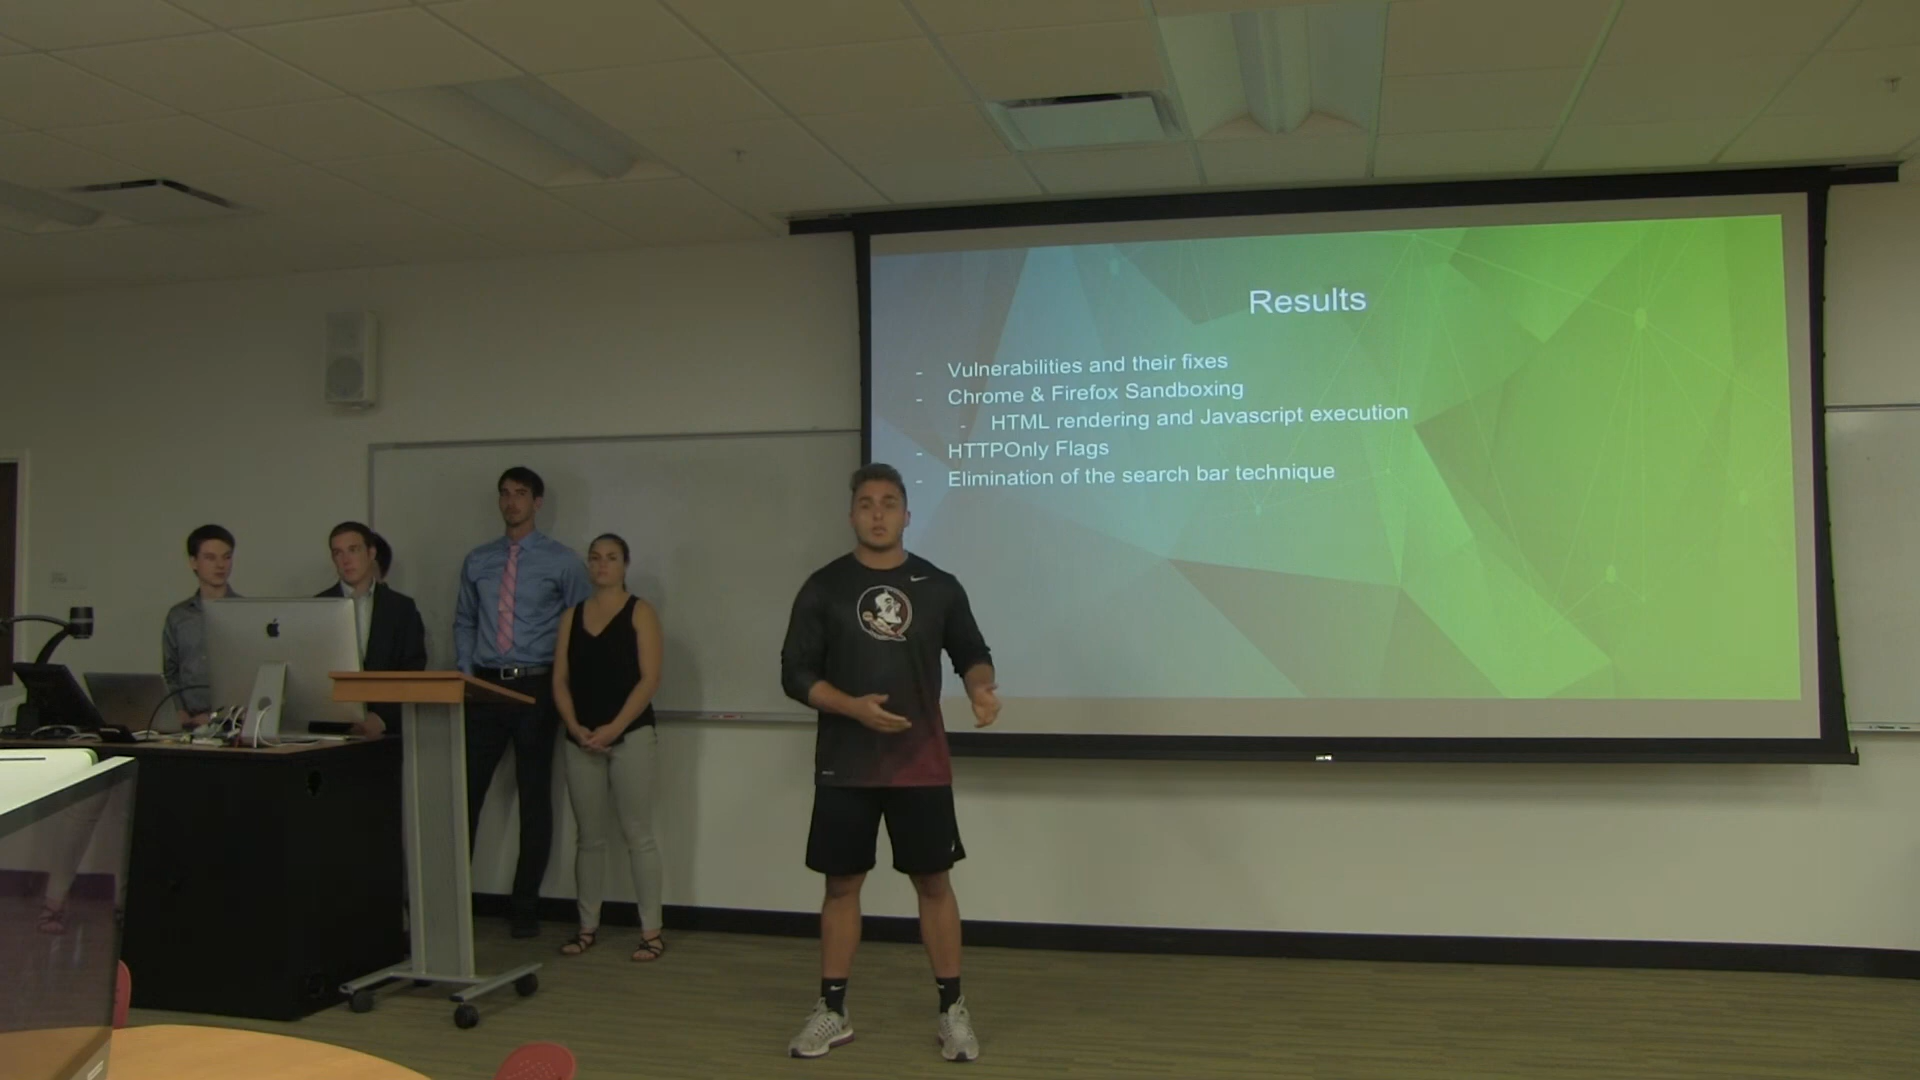 Results
- Vulnerabilities and their fixes
- Chrome & Firefox Sandboxing
- HTML rendering and Javascript execution
- HTTPOnly Flags
- Elimination of the search bar technique